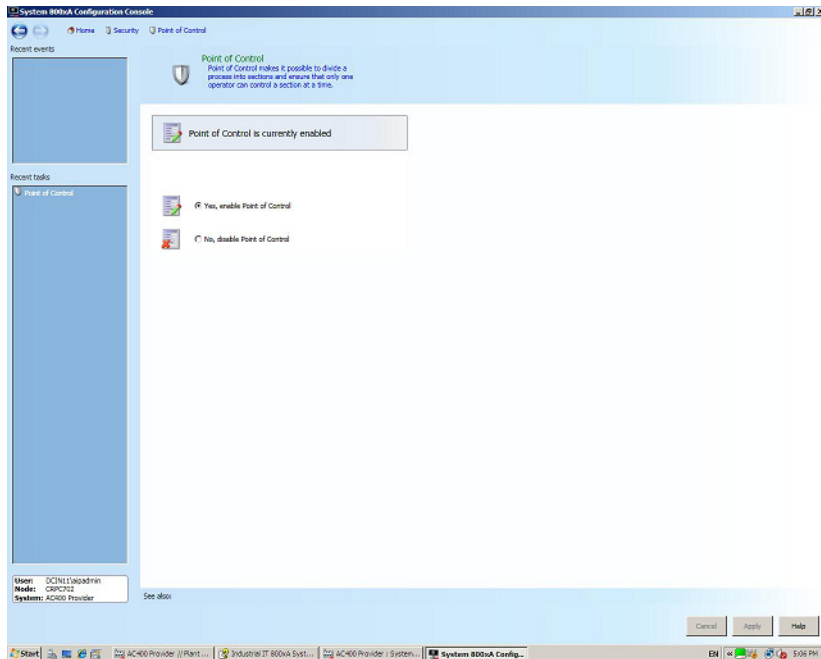 System 800xA Configuration Console
Home Security Point of Control
Recent events
Point of Control
Point of Control makes it possible to divide a
process into sections and ensure that only one
operator can control a section at a time.
Point of Control is currently enabled
Recent tasks
Point of Control
Yes, enable Point of Control
No, disable Point of Control
User: DCIN11\aipadmin
Node: CRPC702
System: AC400 Provider
See also:
Cancel Apply Help
Start AC400 Provider // Plant ... Industrial IT 800xA Syst... AC400 Provider : System... System 800xA Config... EN « 5:06 PM